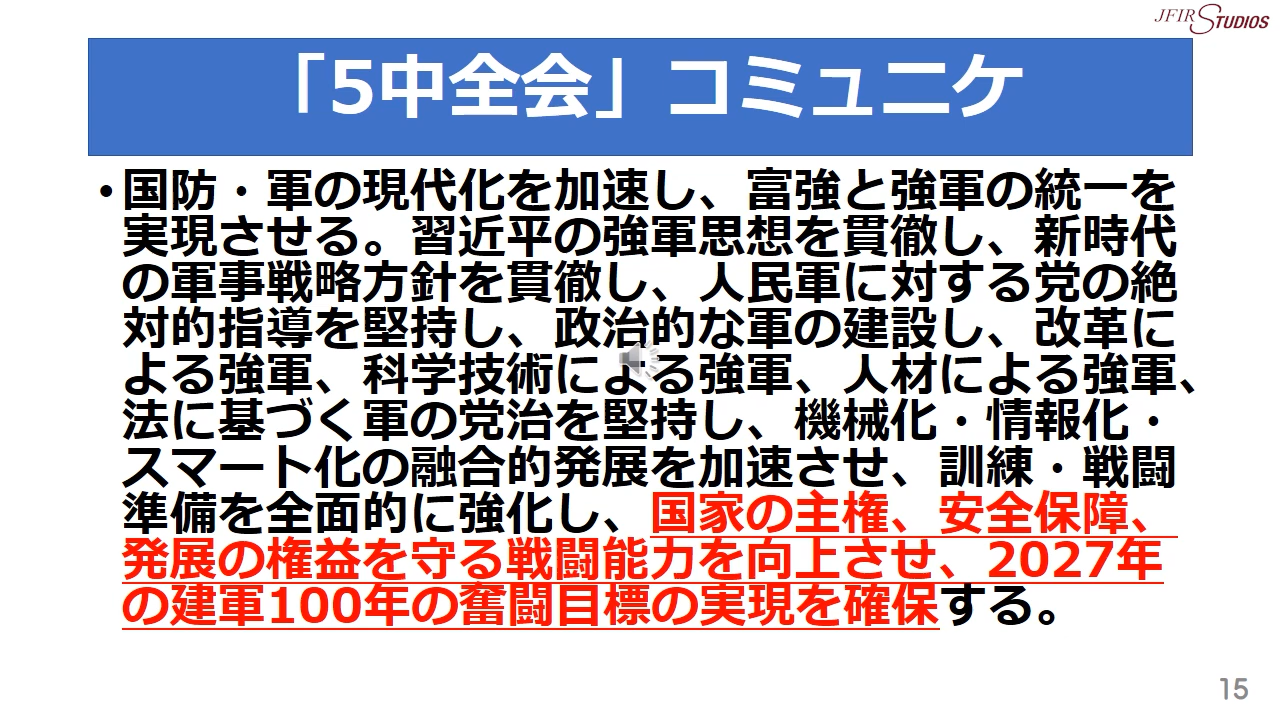 JFIR STUDIOS
「5中全会」コミュニケ
・国防・軍の現代化を加速し、富強と強軍の統一を
実現させる。習近平の強軍思想を貫徹し、新時代
の軍事戦略方針を貫徹し、人民軍に対する党の絶
対的指導を堅持し、政治的な軍の建設し、改革に
よる強軍、科学技術による強軍、人材による強軍、
法に基づく軍の党治を堅持し、機械化・情報化・
スマート化の融合的発展を加速させ、訓練・戦闘
準備を全面的に強化し、国家の主権、安全保障、
発展の権益を守る戦闘能力を向上させ、2027年
の建軍100年の奮闘目標の実現を確保する。
15